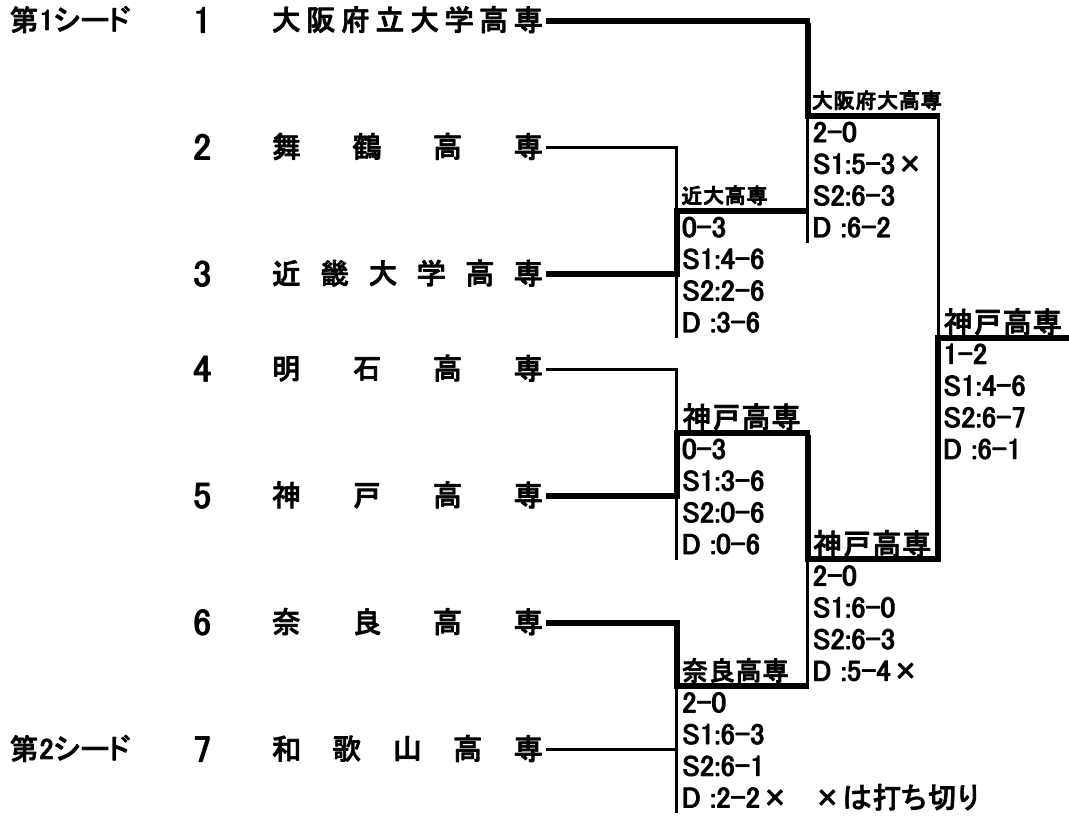 第1シード 1 大阪府立大学高専
大阪府大高専
2-0
S1:5-3×
S2:6-3
D :6-2
2 舞鶴高専
近大高専
0-3
S1:4-6
S2:2-6
D :3-6
3 近畿大学高専
神戸高専
1-2
S1:4-6
S2:6-7
D :6-1
4 明石高専
神戸高専
0-3
S1:3-6
S2:0-6
D :0-6
5 神戸高専
神戸高専
2-0
S1:6-0
S2:6-3
D :5-4×
6 奈良高専
奈良高専
2-0
S1:6-3
S2:6-1
D :2-2×
第2シード 7 和歌山高専
×は打ち切り